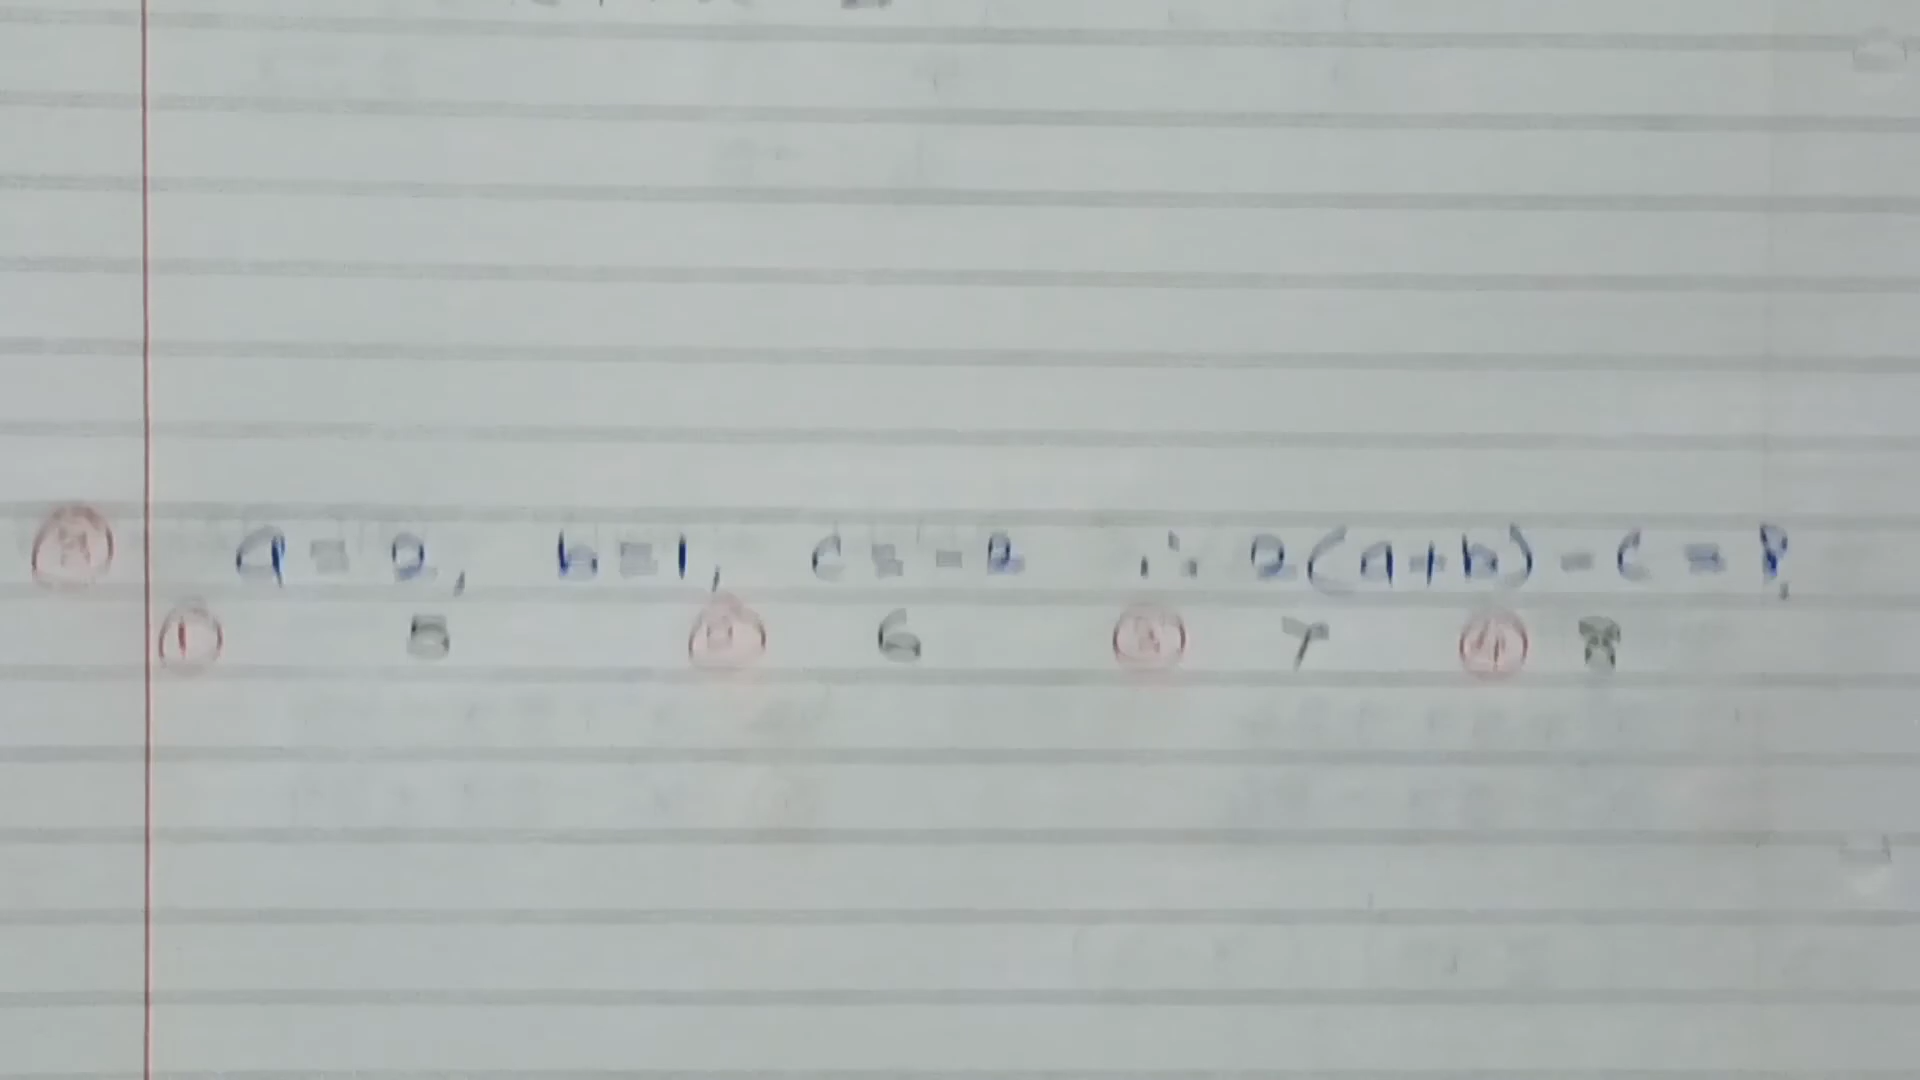 a = 2, b = 1, c = - 2 ∴ 2(a+b) - c = ?
① 5 ② 6 ③ 7 ④ 8